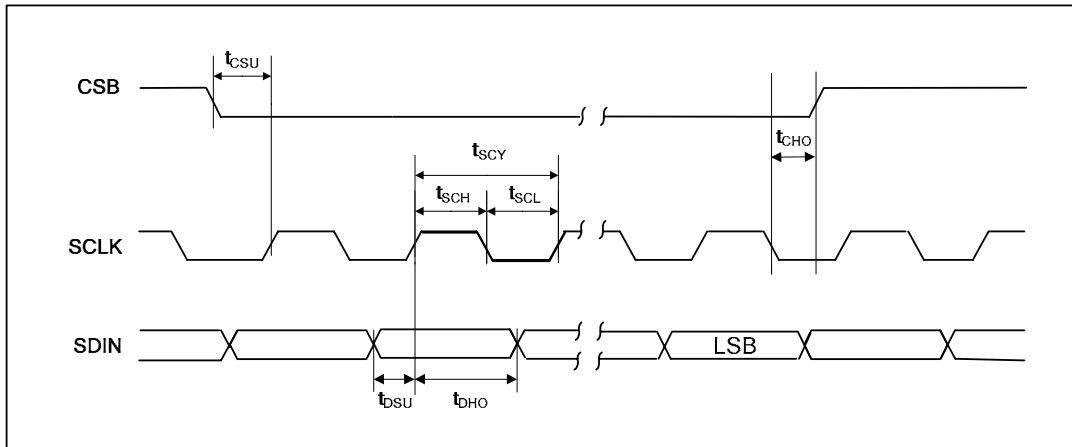 tCSU
CSB
tCHO
tSCY
tSCH tSCL
SCLK
SDIN LSB
tDSU tDHO